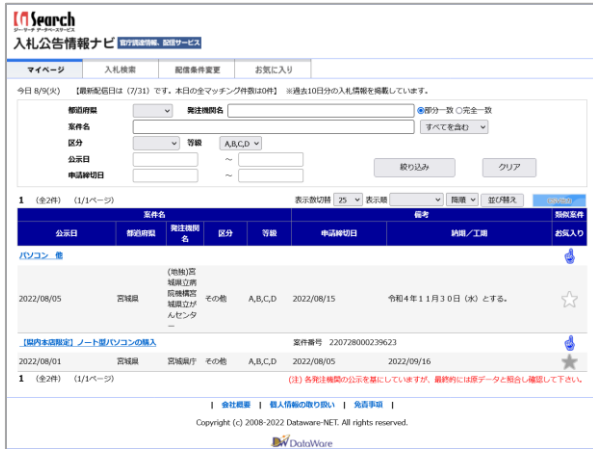 G Search
ジーサーチ データベースサービス
入札公告情報ナビ 官庁調達情報、配信サービス
マイページ 入札検索 配信条件変更 お気に入り
今日 8/9(火) 【最新配信日は（7/31）です。本日の全マッチング件数は0件】 ※過去10日分の入札情報を掲載しています。
都道府県 発注機関名 部分一致 完全一致
案件名 すべてを含む
区分 等級 A,B,C,D
公示日 ～ 絞り込み クリア
申請締切日 ～
1 (全2件) (1/1ページ) 表示数切替 25 表示順 降順 並び替え
案件名 備考 類似案件
公示日 都道府県 発注機関名 区分 等級 申請締切日 納期／工期 お気入り
パソコン 他
2022/08/05 宮城県 (地独)宮城県立病院機構宮城県立がんセンター その他 A,B,C,D 2022/08/15 令和4年11月30日（水）とする。
【県内本店限定】ノート型パソコンの購入 案件番号 220728000239623
2022/08/01 宮城県 宮城県庁 その他 A,B,C,D 2022/08/05 2022/09/16
1 (全2件) (1/1ページ) (注) 各発注機関の公示を基にしていますが、最終的には原データと照合し確認して下さい。
| 会社概要 | 個人情報の取り扱い | 免責事項 |
Copyright (c) 2008-2022 Dataware-NET. All rights reserved.
DataWare